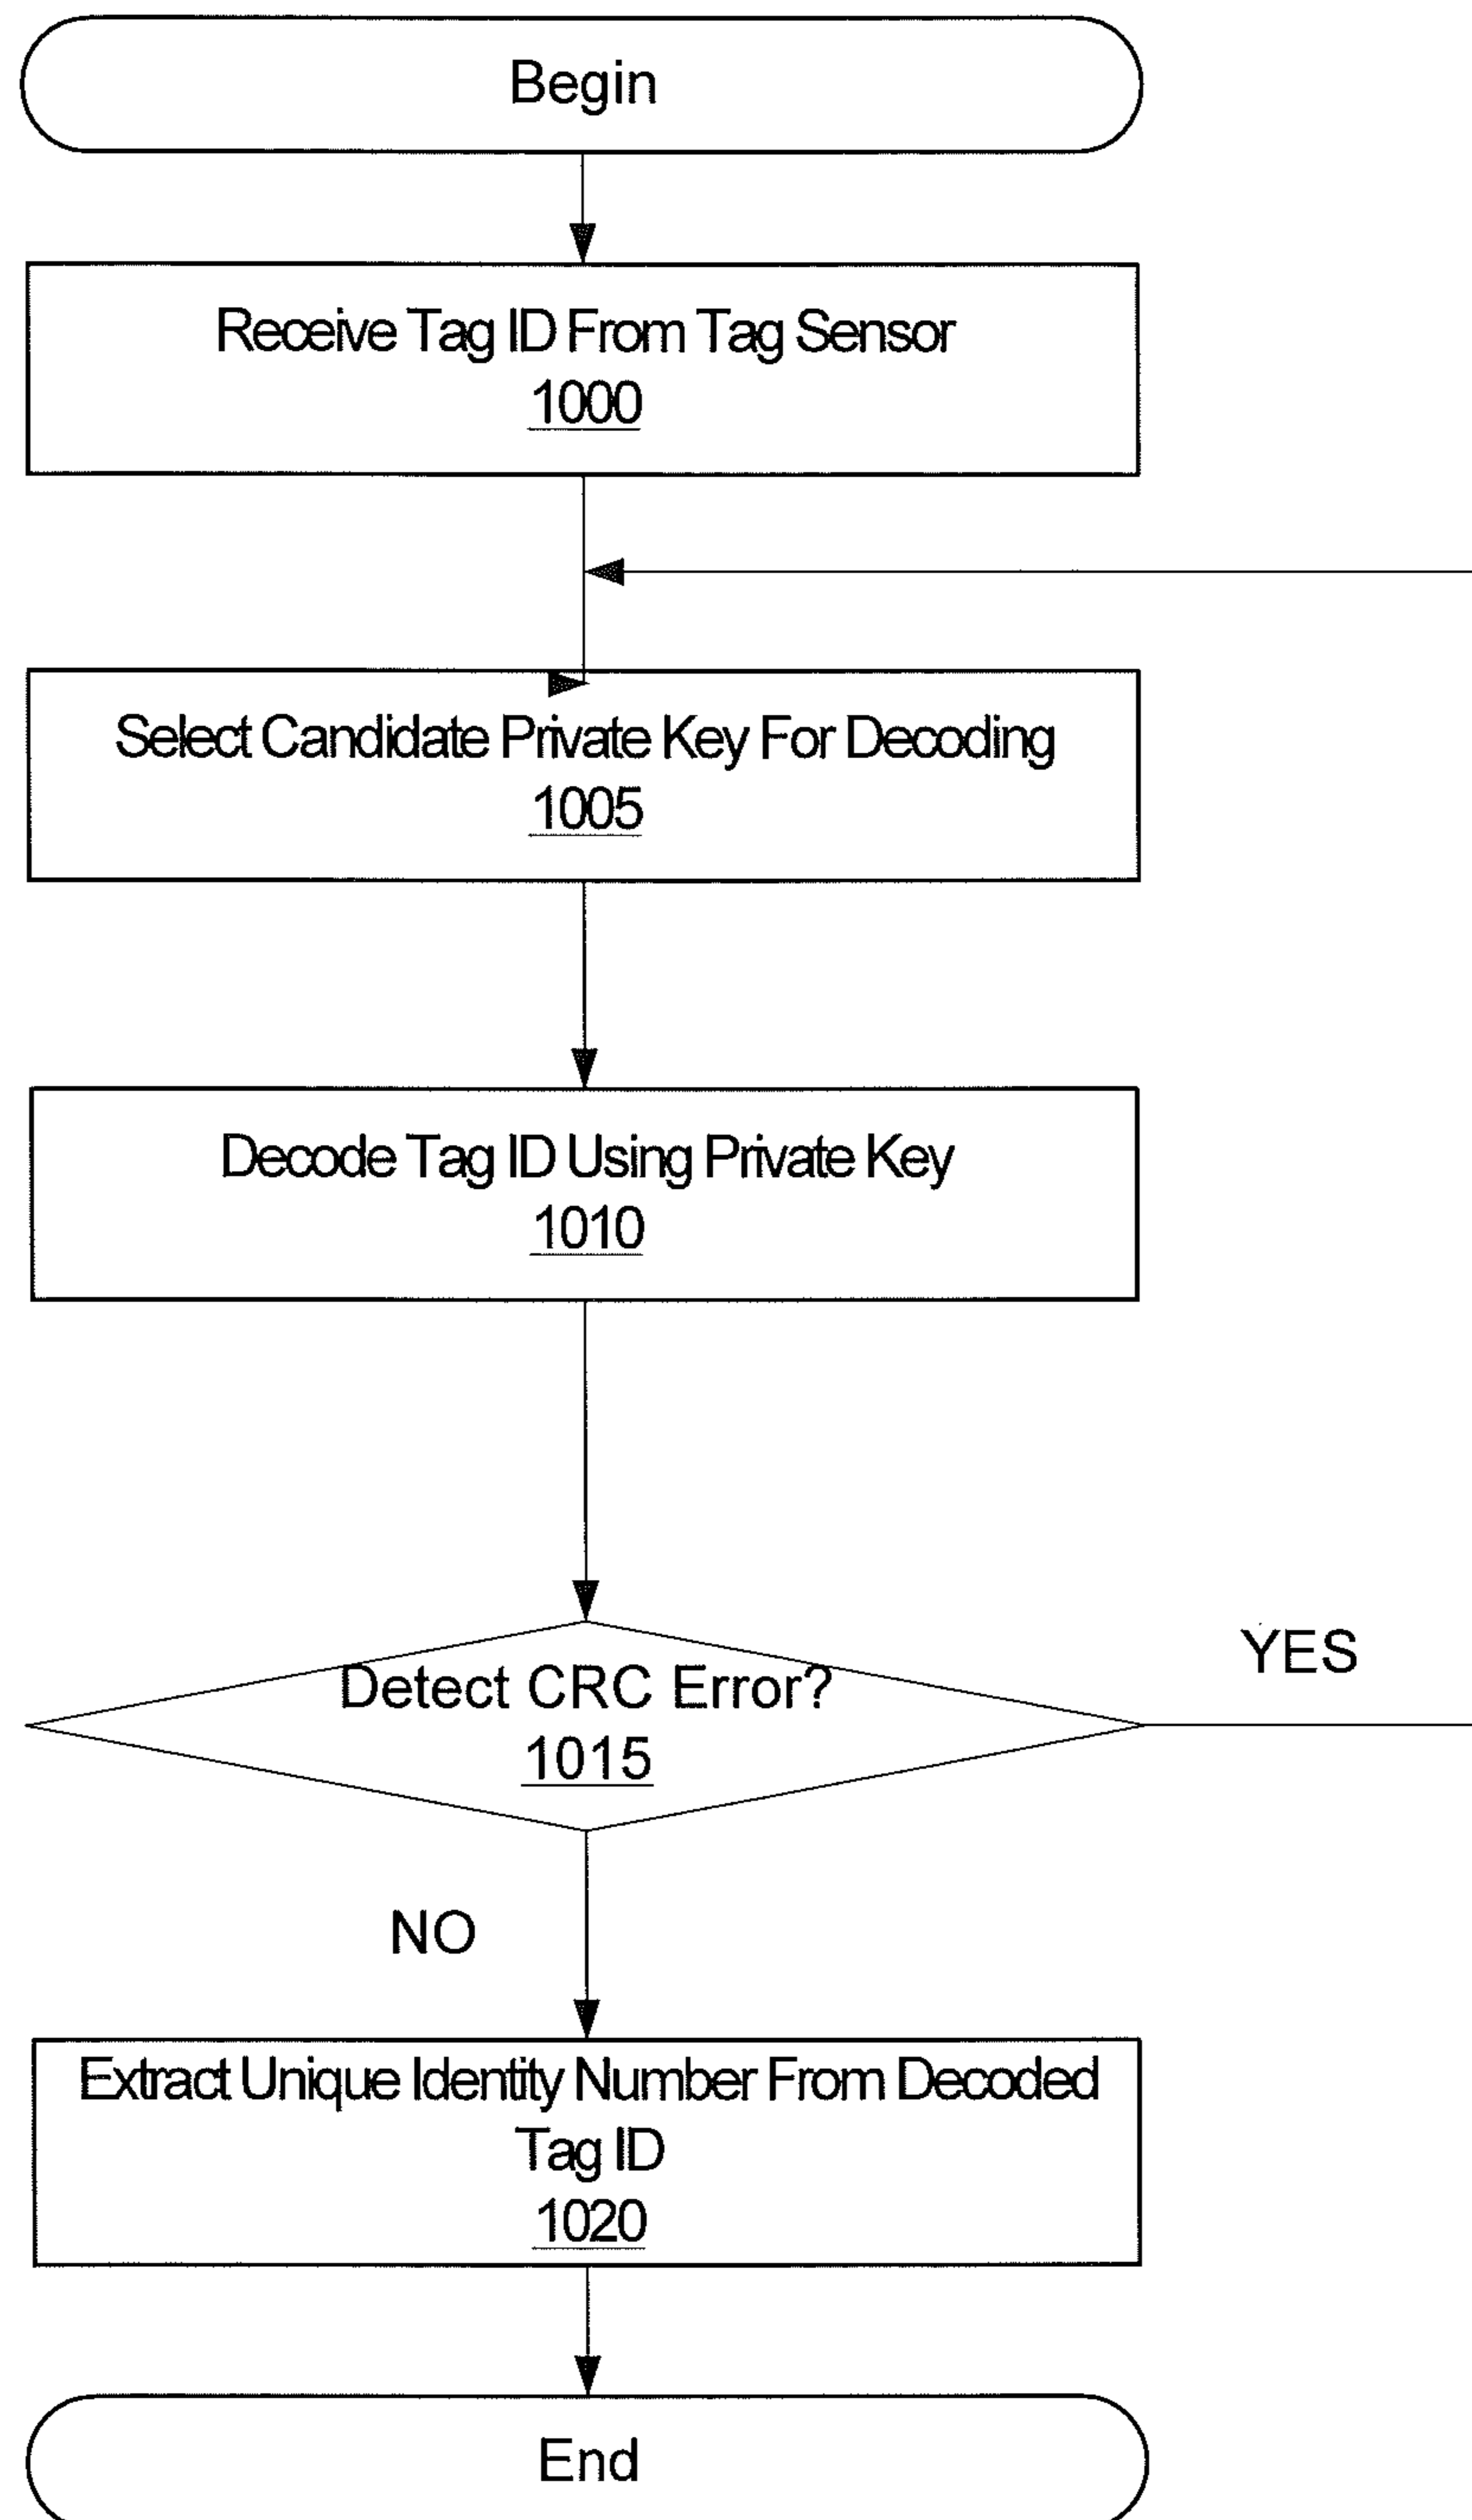 Begin
Receive Tag ID From Tag Sensor
1000
Select Candidate Private Key For Decoding
1005
Decode Tag ID Using Private Key
1010
Detect CRC Error?
1015
YES
NO
Extract Unique Identity Number From Decoded
Tag ID
1020
End